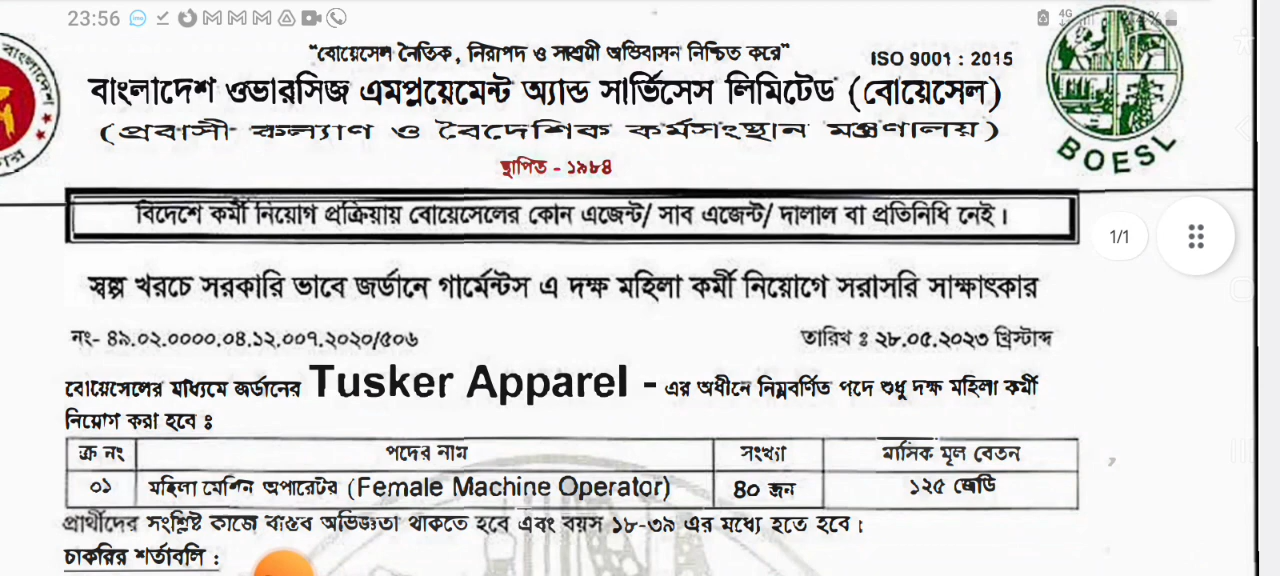 23:56
4G
"বোয়েসেল নৈতিক, নিরাপদ ও সাশ্রয়ী অভিবাসন নিশ্চিত করে"
ISO 9001 : 2015
বাংলাদেশ ওভারসিজ এমপ্লয়েমেন্ট অ্যান্ড সার্ভিসেস লিমিটেড (বোয়েসেল)
(প্রবাসী কল্যাণ ও বৈদেশিক কর্মসংস্থান মন্ত্রণালয়)
স্থাপিত - ১৯৮৪
BOESL
বিদেশে কর্মী নিয়োগ প্রক্রিয়ায় বোয়েসেলের কোন এজেন্ট/ সাব এজেন্ট/ দালাল বা প্রতিনিধি নেই।
1/1
স্বল্প খরচে সরকারি ভাবে জর্ডানে গার্মেন্টস এ দক্ষ মহিলা কর্মী নিয়োগে সরাসরি সাক্ষাৎকার
নং- ৪৯.০২.০০০০.০৪.১২.০০৭.২০২০/৫০৬
তারিখ ঃ ২৮.০৫.২০২৩ খ্রিস্টাব্দ
বোয়েসেলের মাধ্যমে জর্ডানের Tusker Apparel - এর অধীনে নিম্নবর্ণিত পদে শুধু দক্ষ মহিলা কর্মী
নিয়োগ করা হবে ঃ
ক্র নং পদের নাম সংখ্যা মাসিক মূল বেতন
০১ মহিলা মেশিন অপারেটর (Female Machine Operator) ৪০ জন ১২৫ জেডি
প্রার্থীদের সংশ্লিষ্ট কাজে বাস্তব অভিজ্ঞতা থাকতে হবে এবং বয়স ১৮-৩৯ এর মধ্যে হতে হবে।
চাকরির শর্তাবলি :